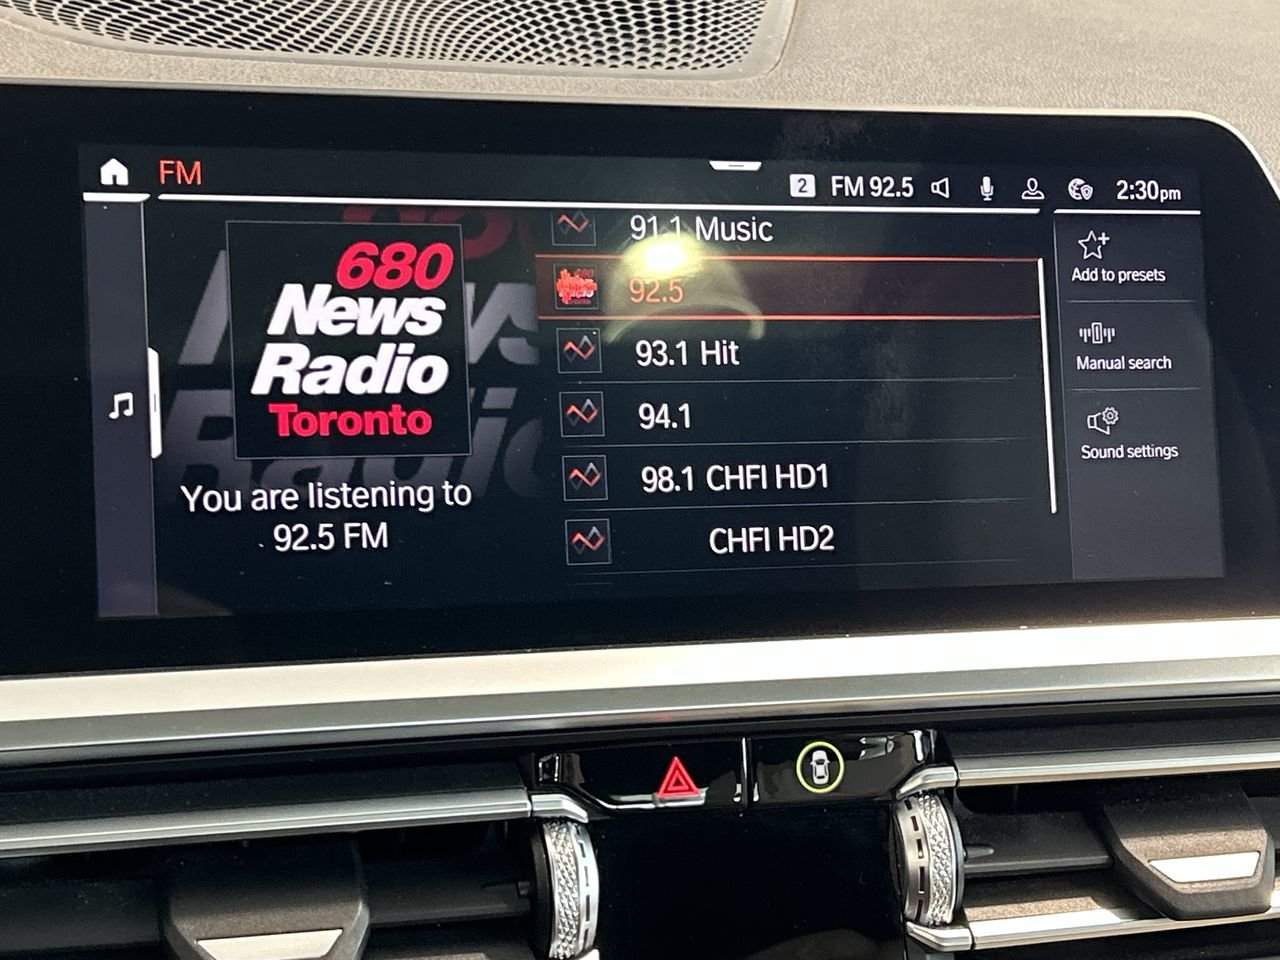 FM
2 FM 92.5 2:30pm
680
News
Radio
Toronto
You are listening to
92.5 FM
91.1 Music
92.5
93.1 Hit
94.1
98.1 CHFI HD1
CHFI HD2
Add to presets
Manual search
Sound settings